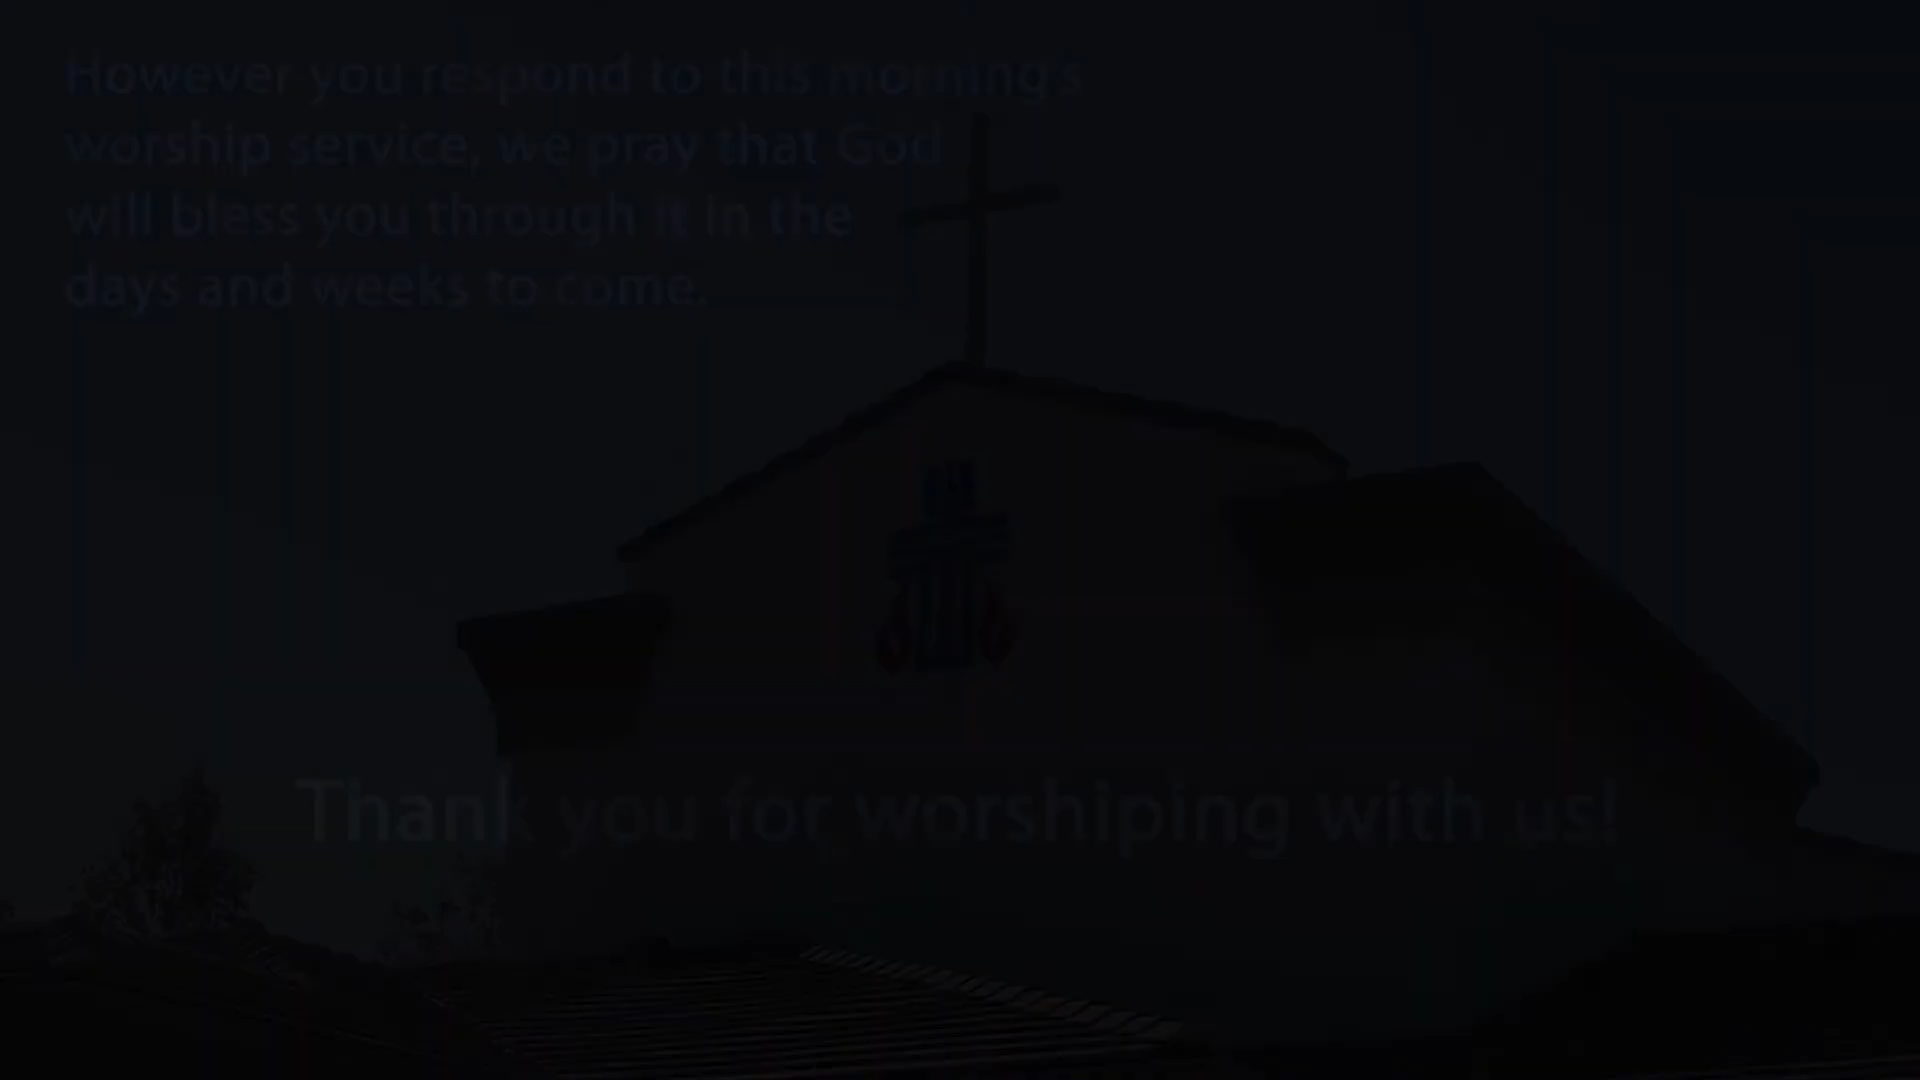 However you respond to this morning's
worship service, we pray that God
will bless you through it in the
days and weeks to come.
Thank you for worshiping with us!